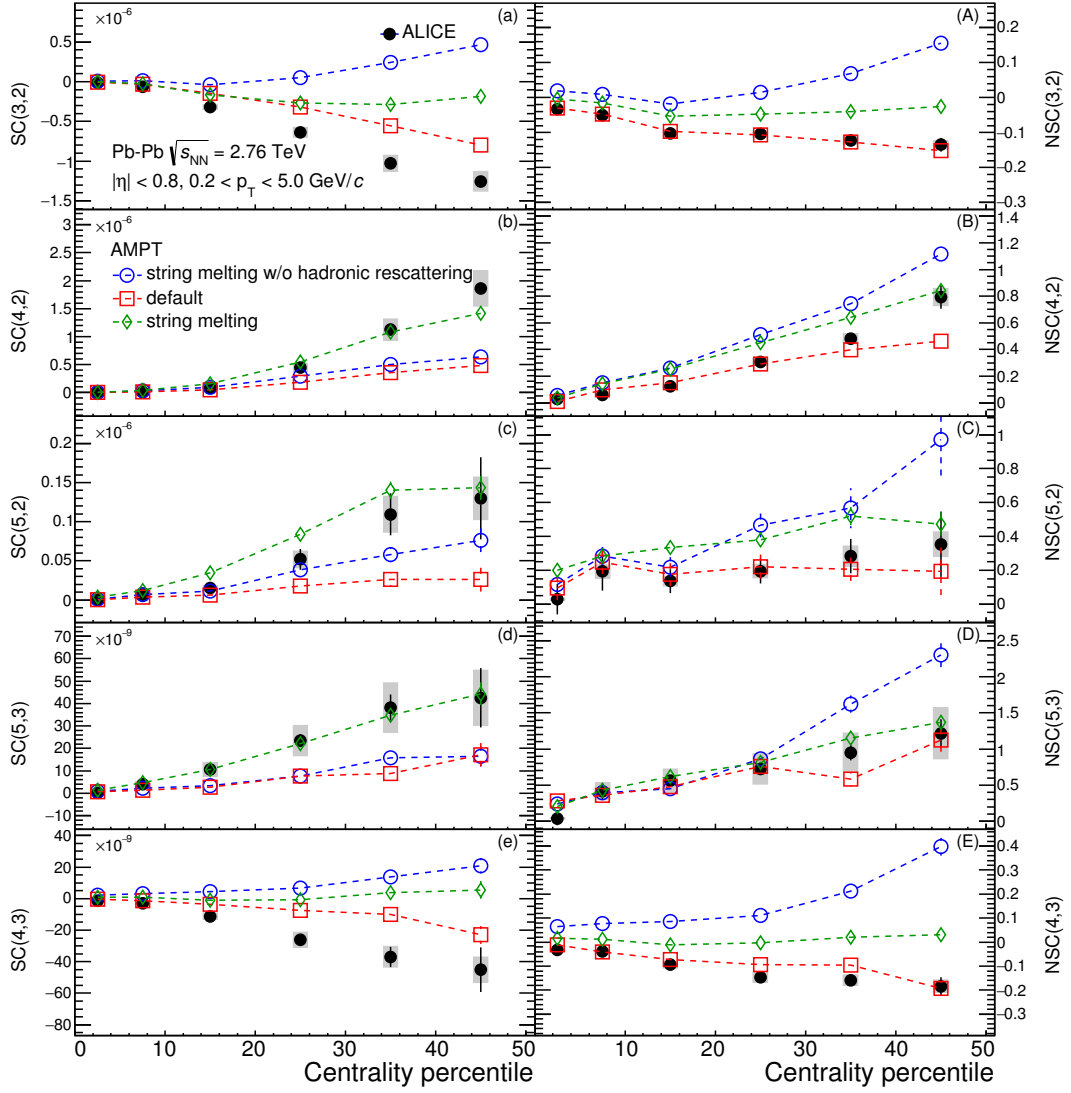 ×10⁻⁶
(a)
ALICE
0.5
0
−0.5
−1
−1.5
SC(3,2)
Pb-Pb √sNN = 2.76 TeV
|η| < 0.8, 0.2 < pT < 5.0 GeV/c
(A)
0.2
0.1
0
−0.1
−0.2
−0.3
NSC(3,2)
×10⁻⁶
(b)
3
2.5
2
1.5
1
0.5
0
SC(4,2)
AMPT
string melting w/o hadronic rescattering
default
string melting
(B)
1.4
1.2
1
0.8
0.6
0.4
0.2
0
NSC(4,2)
×10⁻⁶
(c)
0.2
0.15
0.1
0.05
0
SC(5,2)
(C)
1
0.8
0.6
0.4
0.2
0
NSC(5,2)
×10⁻⁹
(d)
70
60
50
40
30
20
10
0
−10
SC(5,3)
(D)
2.5
2
1.5
1
0.5
0
NSC(5,3)
×10⁻⁹
(e)
40
20
0
−20
−40
−60
−80
SC(4,3)
(E)
0.4
0.3
0.2
0.1
0
−0.1
−0.2
−0.3
NSC(4,3)
0 10 20 30 40 50
10 20 30 40 50
Centrality percentile
Centrality percentile